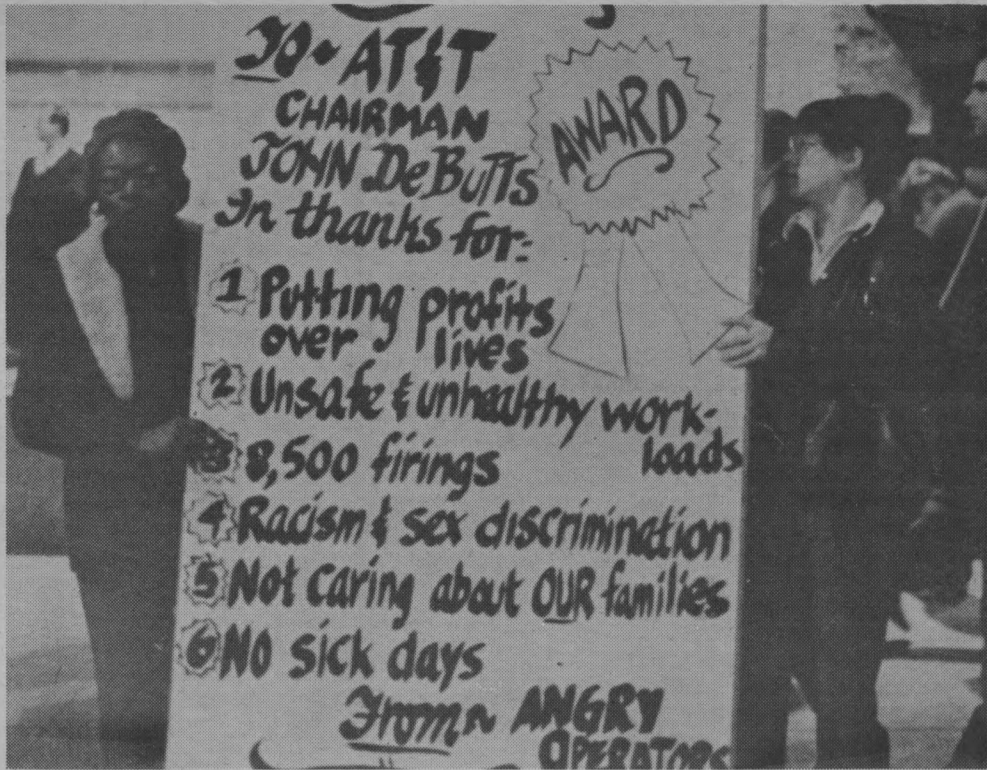 TO~ AT&T
CHAIRMAN
JOHN DeBUTTS
In thanks for:
AWARD
1 Putting profits
over lives
2 Unsafe & unhealthy work-
loads
3 8,500 firings
4 Racism & sex discrimination
5 Not caring about OUR families
6 No sick days
From~ ANGRY
OPERATORS